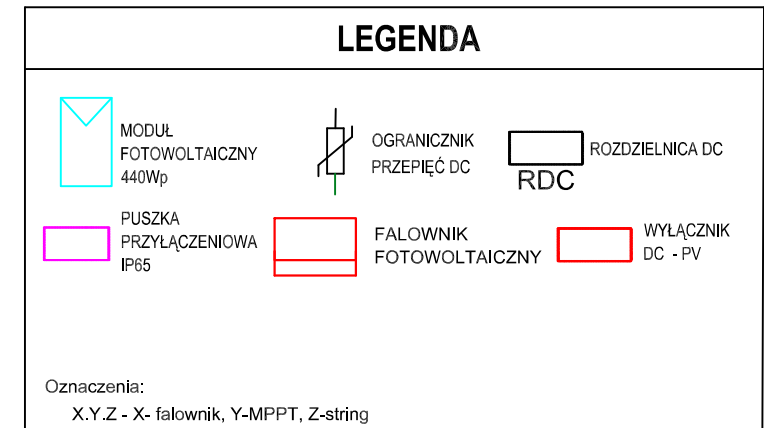 LEGENDA
MODUŁ
FOTOWOLTAICZNY
440Wp
OGRANICZNIK
PRZEPIĘĆ DC
RDC
ROZDZIELNICA DC
PUSZKA
PRZYŁĄCZENIOWA
IP65
FALOWNIK
FOTOWOLTAICZNY
WYŁĄCZNIK
DC - PV
Oznaczenia:
X.Y.Z - X- falownik, Y-MPPT, Z-string